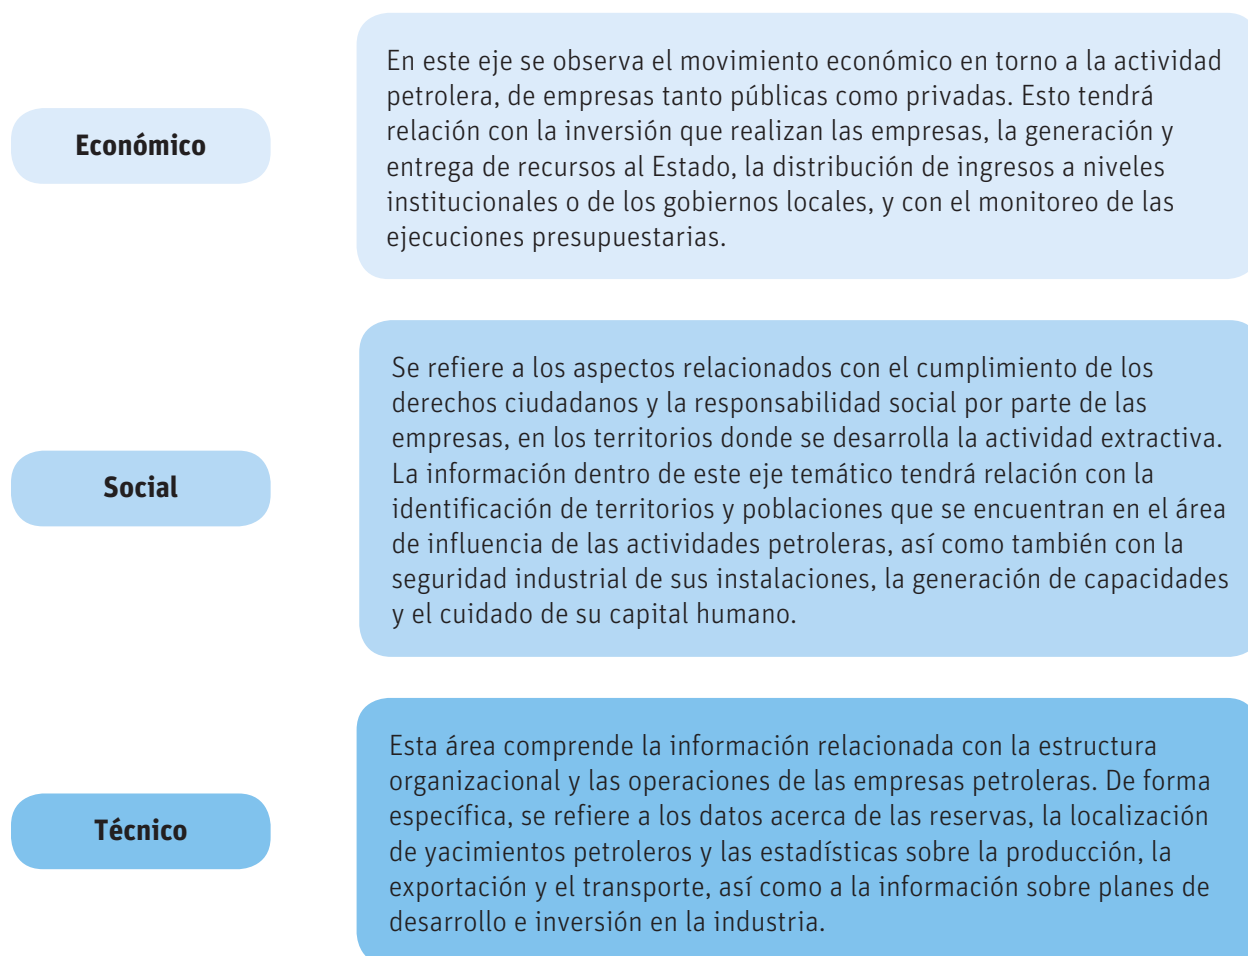 Económico
En este eje se observa el movimiento económico en torno a la actividad
petrolera, de empresas tanto públicas como privadas. Esto tendrá
relación con la inversión que realizan las empresas, la generación y
entrega de recursos al Estado, la distribución de ingresos a niveles
institucionales o de los gobiernos locales, y con el monitoreo de las
ejecuciones presupuestarias.
Social
Se refiere a los aspectos relacionados con el cumplimiento de los
derechos ciudadanos y la responsabilidad social por parte de las
empresas, en los territorios donde se desarrolla la actividad extractiva.
La información dentro de este eje temático tendrá relación con la
identificación de territorios y poblaciones que se encuentran en el área
de influencia de las actividades petroleras, así como también con la
seguridad industrial de sus instalaciones, la generación de capacidades
y el cuidado de su capital humano.
Técnico
Esta área comprende la información relacionada con la estructura
organizacional y las operaciones de las empresas petroleras. De forma
específica, se refiere a los datos acerca de las reservas, la localización
de yacimientos petroleros y las estadísticas sobre la producción, la
exportación y el transporte, así como a la información sobre planes de
desarrollo e inversión en la industria.